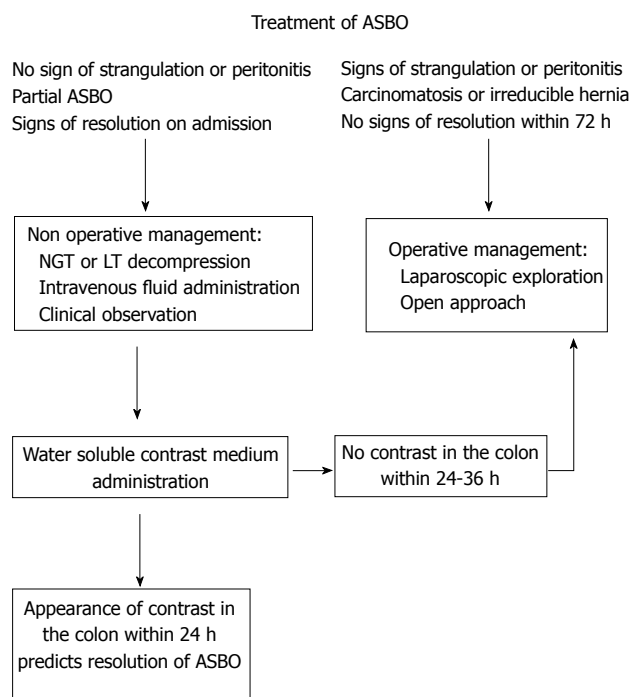 Treatment of ASBO
No sign of strangulation or peritonitis
Partial ASBO
Signs of resolution on admission
Signs of strangulation or peritonitis
Carcinomatosis or irreducible hernia
No signs of resolution within 72 h
Non operative management:
NGT or LT decompression
Intravenous fluid administration
Clinical observation
Operative management:
Laparoscopic exploration
Open approach
Water soluble contrast medium
administration
No contrast in the colon
within 24-36 h
Appearance of contrast in
the colon within 24 h
predicts resolution of ASBO